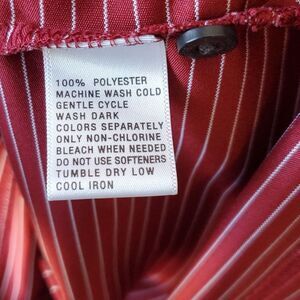 100% POLYESTER
MACHINE WASH COLD
GENTLE CYCLE
WASH DARK
COLORS SEPARATELY
ONLY NON-CHLORINE
BLEACH WHEN NEEDED
DO NOT USE SOFTENERS
TUMBLE DRY LOW
COOL IRON